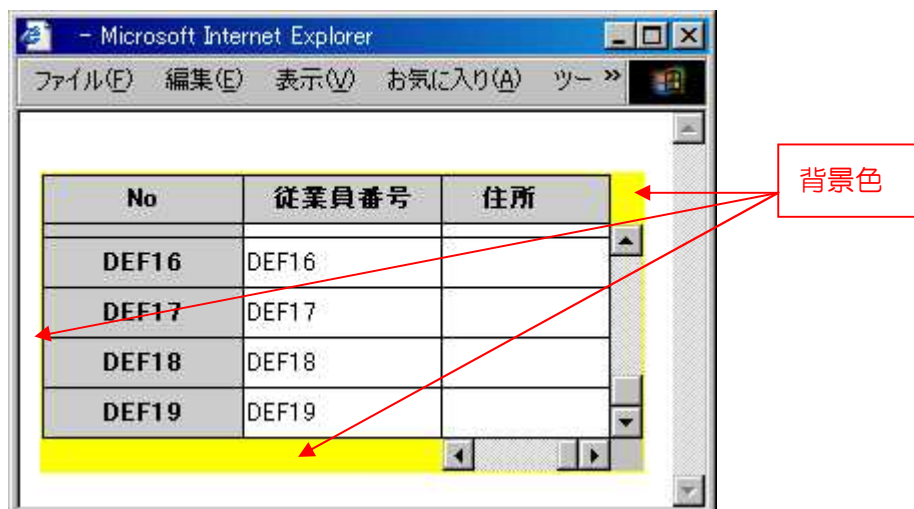 - Microsoft Internet Explorer
ファイル(F) 編集(E) 表示(V) お気に入り(A) ツー »
背景色
No 従業員番号 住所
DEF16 DEF16
DEF17 DEF17
DEF18 DEF18
DEF19 DEF19